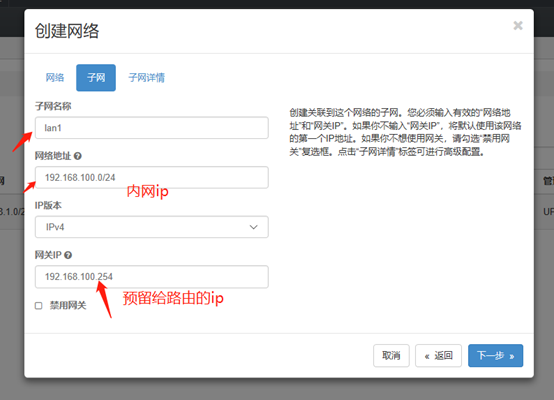 创建网络
×
网络 子网 子网详情
子网名称
lan1
网络地址
192.168.100.0/24
内网ip
IP版本
IPv4
网关IP
192.168.100.254
预留给路由的ip
禁用网关
创建关联到这个网络的子网。您必须输入有效的“网络地
址”和“网关IP”。如果你不输入“网关IP”，将默认使用该网络
的第一个IP地址。如果你不想使用网关，请勾选“禁用网
关”复选框。点击“子网详情”标签可进行高级配置。
取消 « 返回 下一步 »
网
3.1.0/2
管
UP